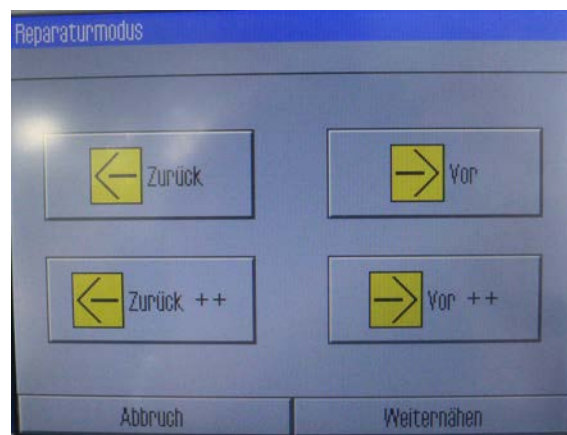 Reparaturmodus
Zurück
Vor
Zurück ++
Vor ++
Abbruch
Weiternähen